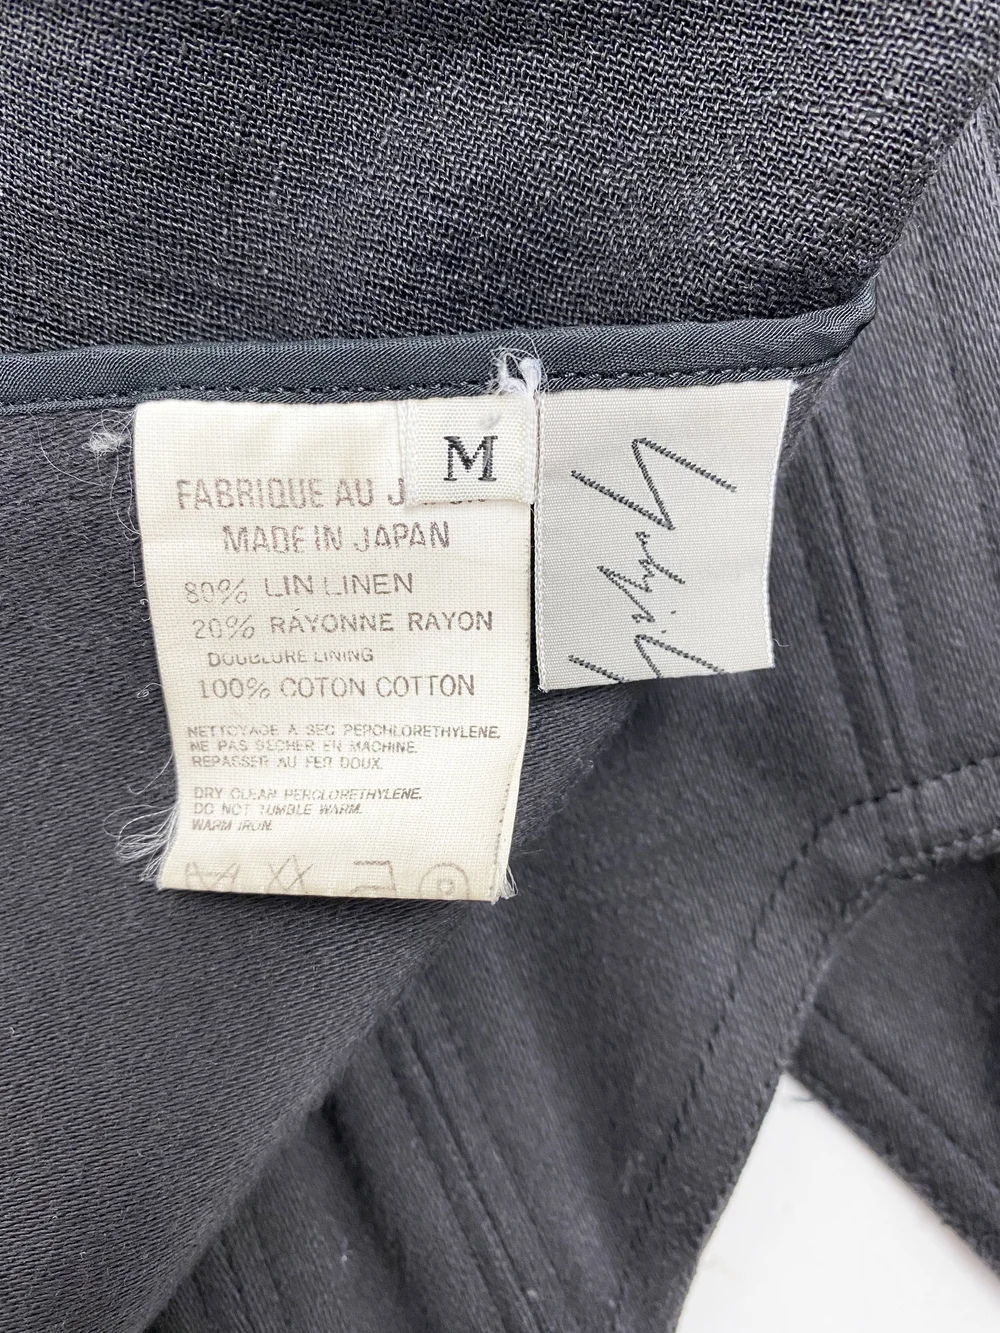 M
FABRIQUE AU
MADE IN JAPAN
80% LIN LINEN
20% RAYONNE RAYON
DOUBLURE LINING
100% COTON COTTON
NETTOYAGE A SEC PERCHLORETHYLENE.
NE PAS SECHER EN MACHINE.
REPASSER AU FER DOUX.
DRY CLEAN PERCLORETHYLENE.
DO NOT TUMBLE WARM.
WARM IRON.